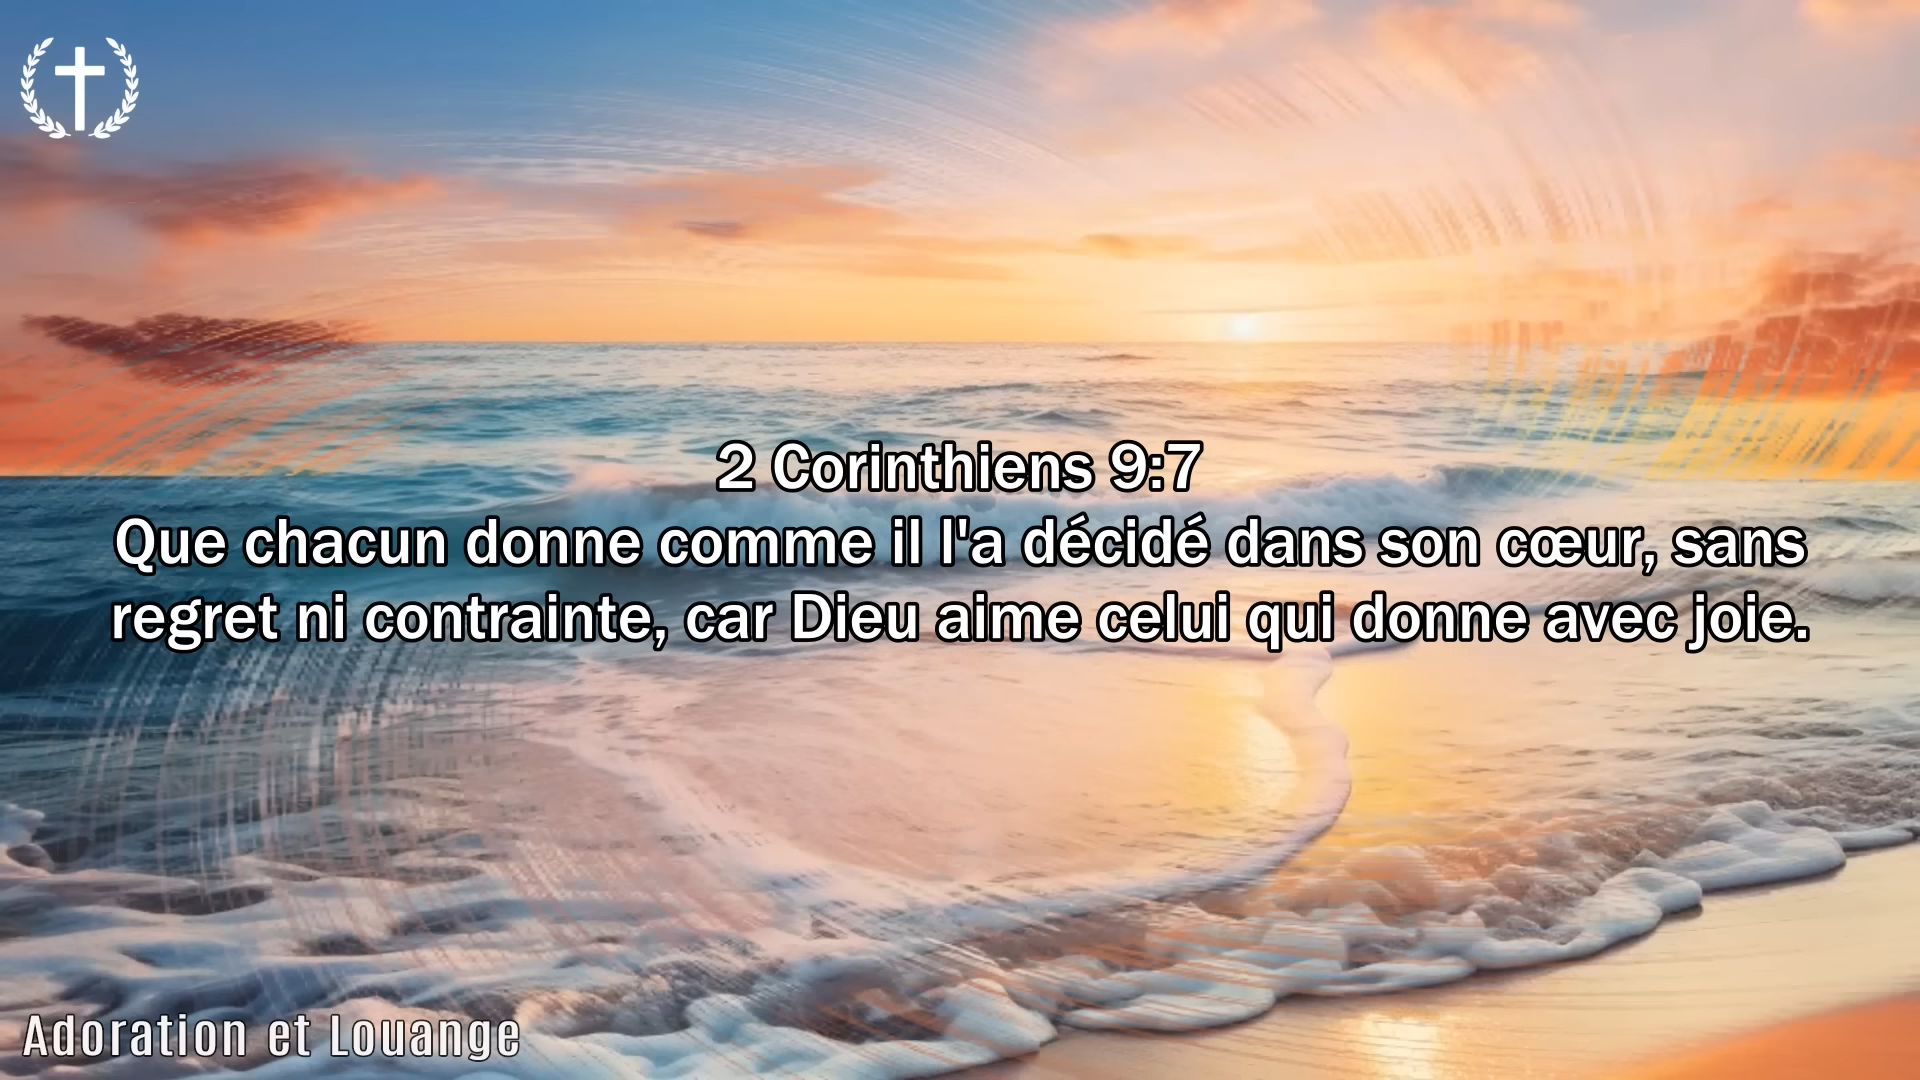 2 Corinthiens 9:7
Que chacun donne comme il l'a décidé dans son cœur, sans
regret ni contrainte, car Dieu aime celui qui donne avec joie.
Adoration et Louange